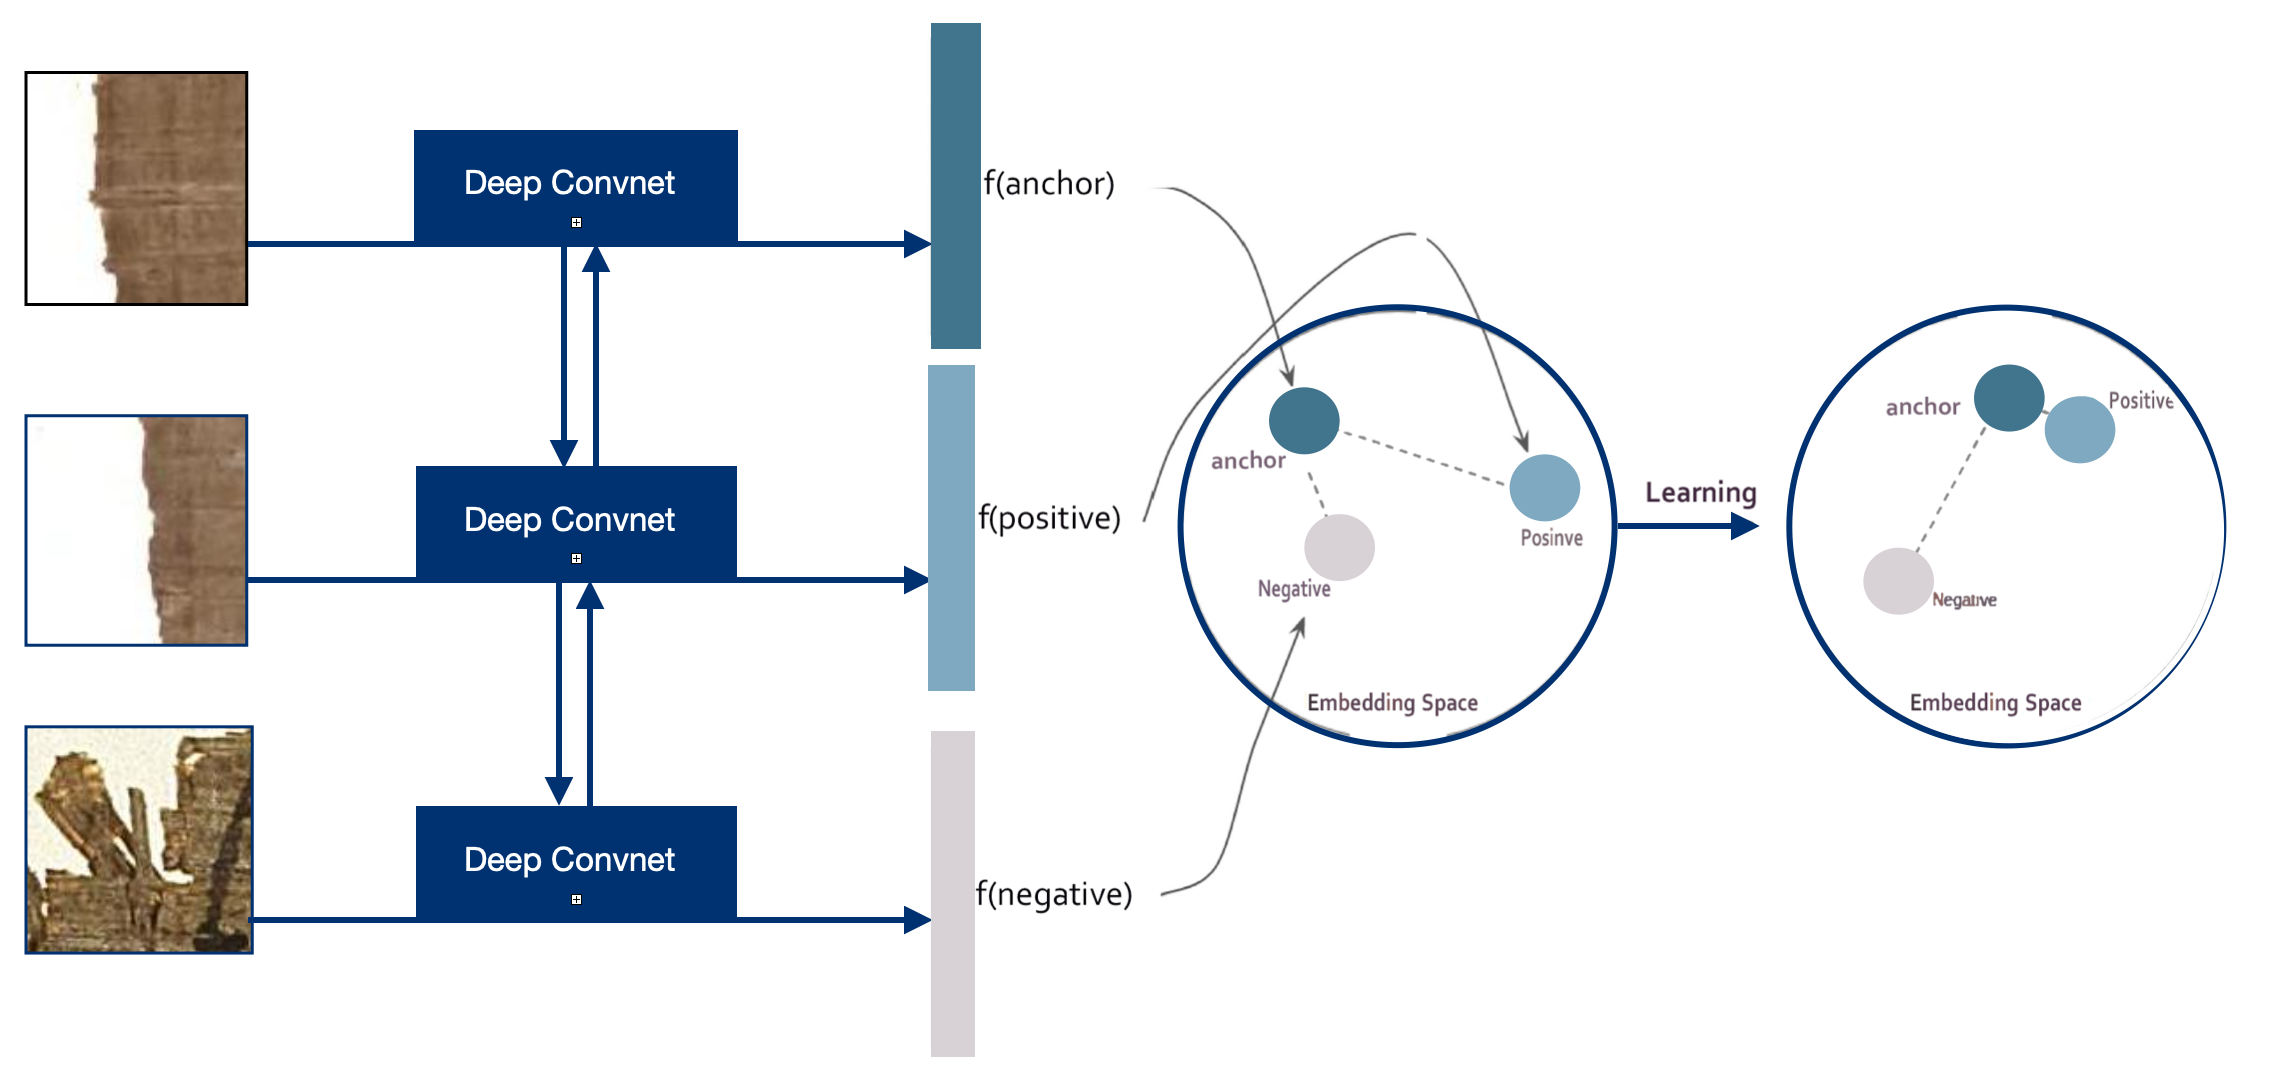 Deep Convnet
f(anchor)
Deep Convnet
f(positive)
Deep Convnet
f(negative)
anchor
Posinve
Negative
Embedding Space
Learning
anchor
Positive
Negative
Embedding Space